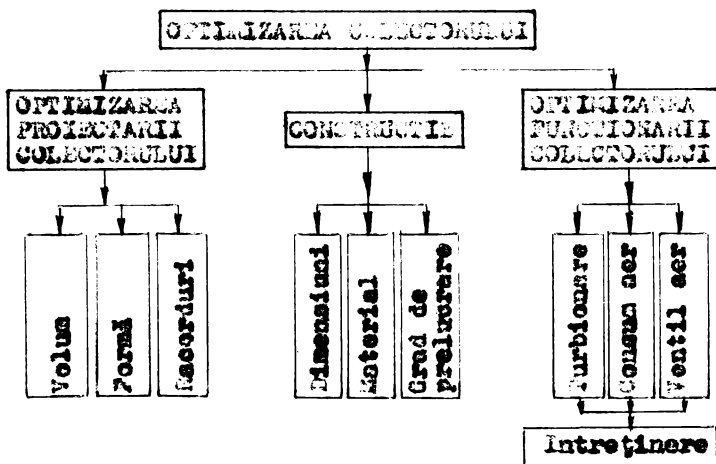 OPTIMIZAREA COLECTORULUI
OPTIMIZAREA
PROIECTARII
COLECTORULUI
CONSTRUCTIE
OPTIMIZAREA
FUNCTIONARII
COLLECTORULUI
Volum
Formă
Racorduri
Dimensiuni
Material
Grad de
prelucrare
Turbionare
Consum aer
Ventil aer
Intreţinere